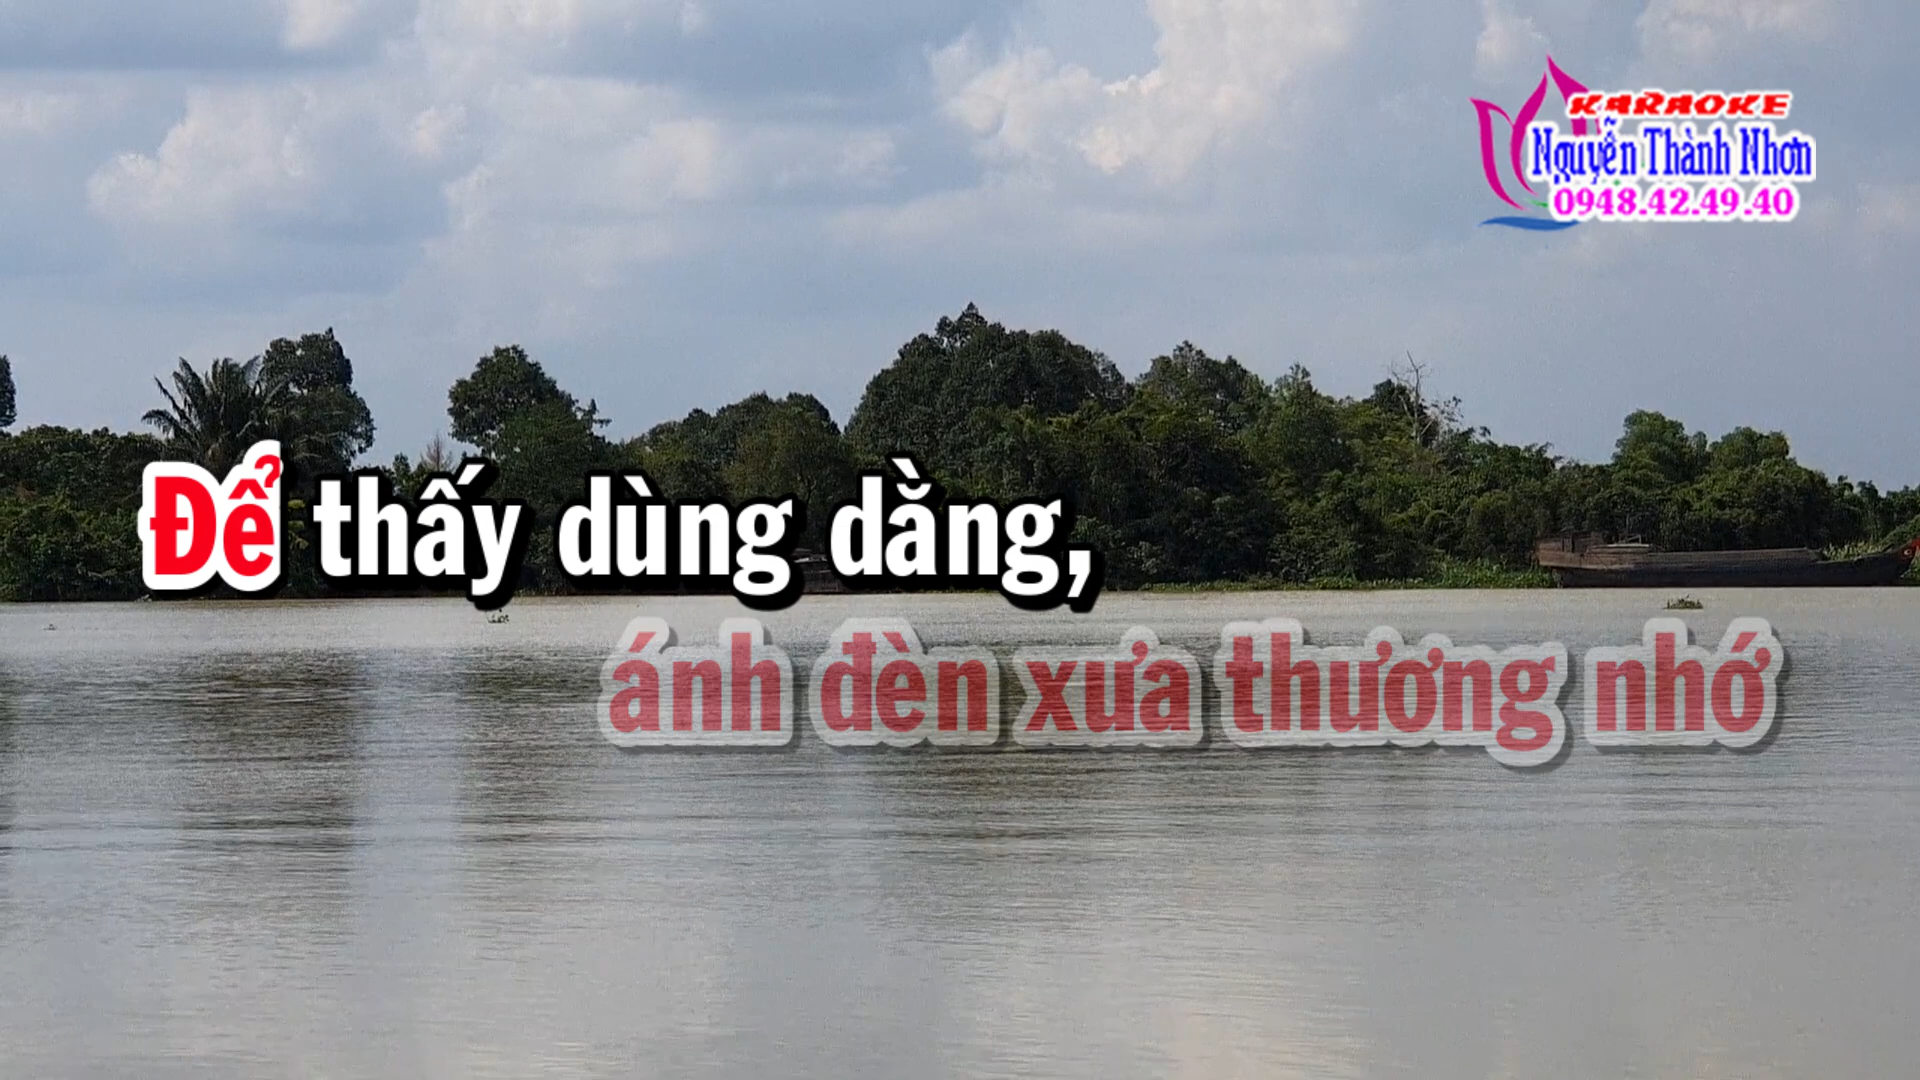 KARAOKE
Nguyễn Thành Nhơn
0948.42.49.40
Để thấy dùng dằng,
ánh đèn xưa thương nhớ